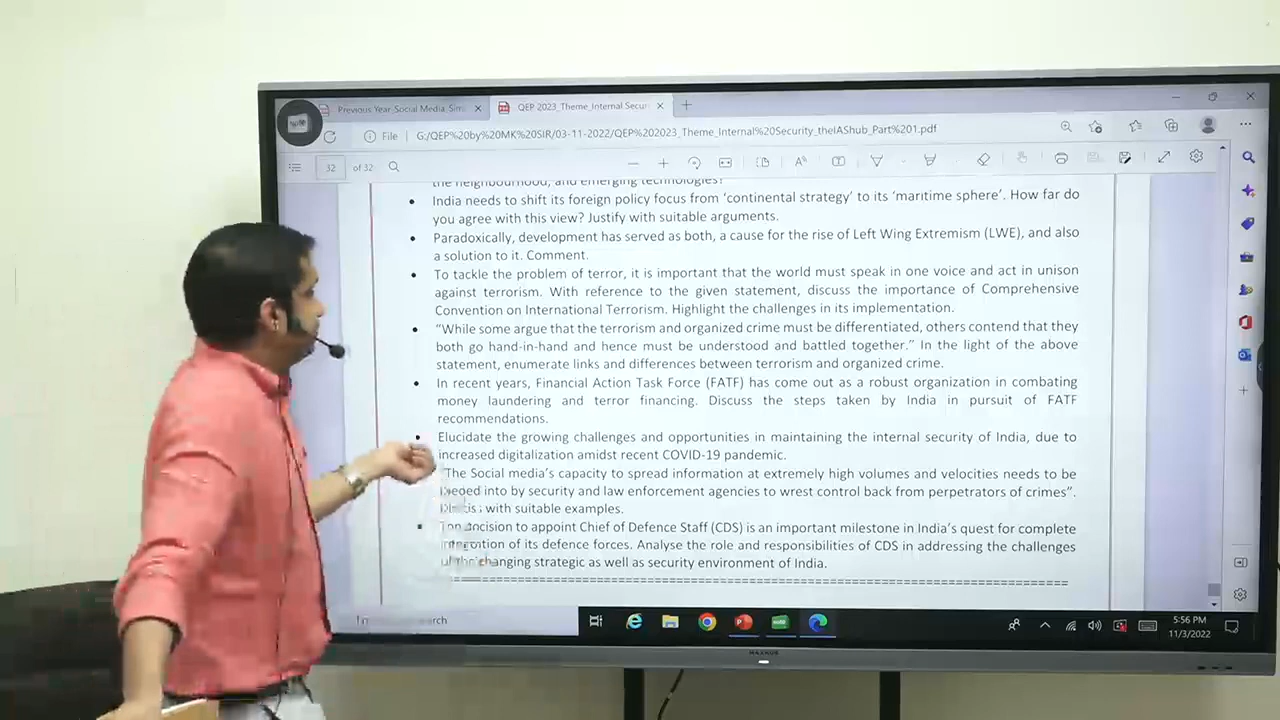 Previous Year_Social Media_Sim
QEP 2023_Theme_Internal Secur
File
G:/QEP%20by%20MK%20SIR/03-11-2022/QEP%202023_Theme_Internal%20Security_theIAShub_Part%201.pdf
32 of 32
the neighbourhood, and emerging technologies?
India needs to shift its foreign policy focus from ‘continental strategy’ to its ‘maritime sphere’. How far do
you agree with this view? Justify with suitable arguments.
Paradoxically, development has served as both, a cause for the rise of Left Wing Extremism (LWE), and also
a solution to it. Comment.
To tackle the problem of terror, it is important that the world must speak in one voice and act in unison
against terrorism. With reference to the given statement, discuss the importance of Comprehensive
Convention on International Terrorism. Highlight the challenges in its implementation.
“While some argue that the terrorism and organized crime must be differentiated, others contend that they
both go hand-in-hand and hence must be understood and battled together.” In the light of the above
statement, enumerate links and differences between terrorism and organized crime.
In recent years, Financial Action Task Force (FATF) has come out as a robust organization in combating
money laundering and terror financing. Discuss the steps taken by India in pursuit of FATF
recommendations.
Elucidate the growing challenges and opportunities in maintaining the internal security of India, due to
increased digitalization amidst recent COVID-19 pandemic.
The Social media’s capacity to spread information at extremely high volumes and velocities needs to be
into by security and law enforcement agencies to wrest control back from perpetrators of crimes”.
with suitable examples.
decision to appoint Chief of Defence Staff (CDS) is an important milestone in India’s quest for complete
integration of its defence forces. Analyse the role and responsibilities of CDS in addressing the challenges
of the changing strategic as well as security environment of India.
5:56 PM
11/3/2022
MAXHUB